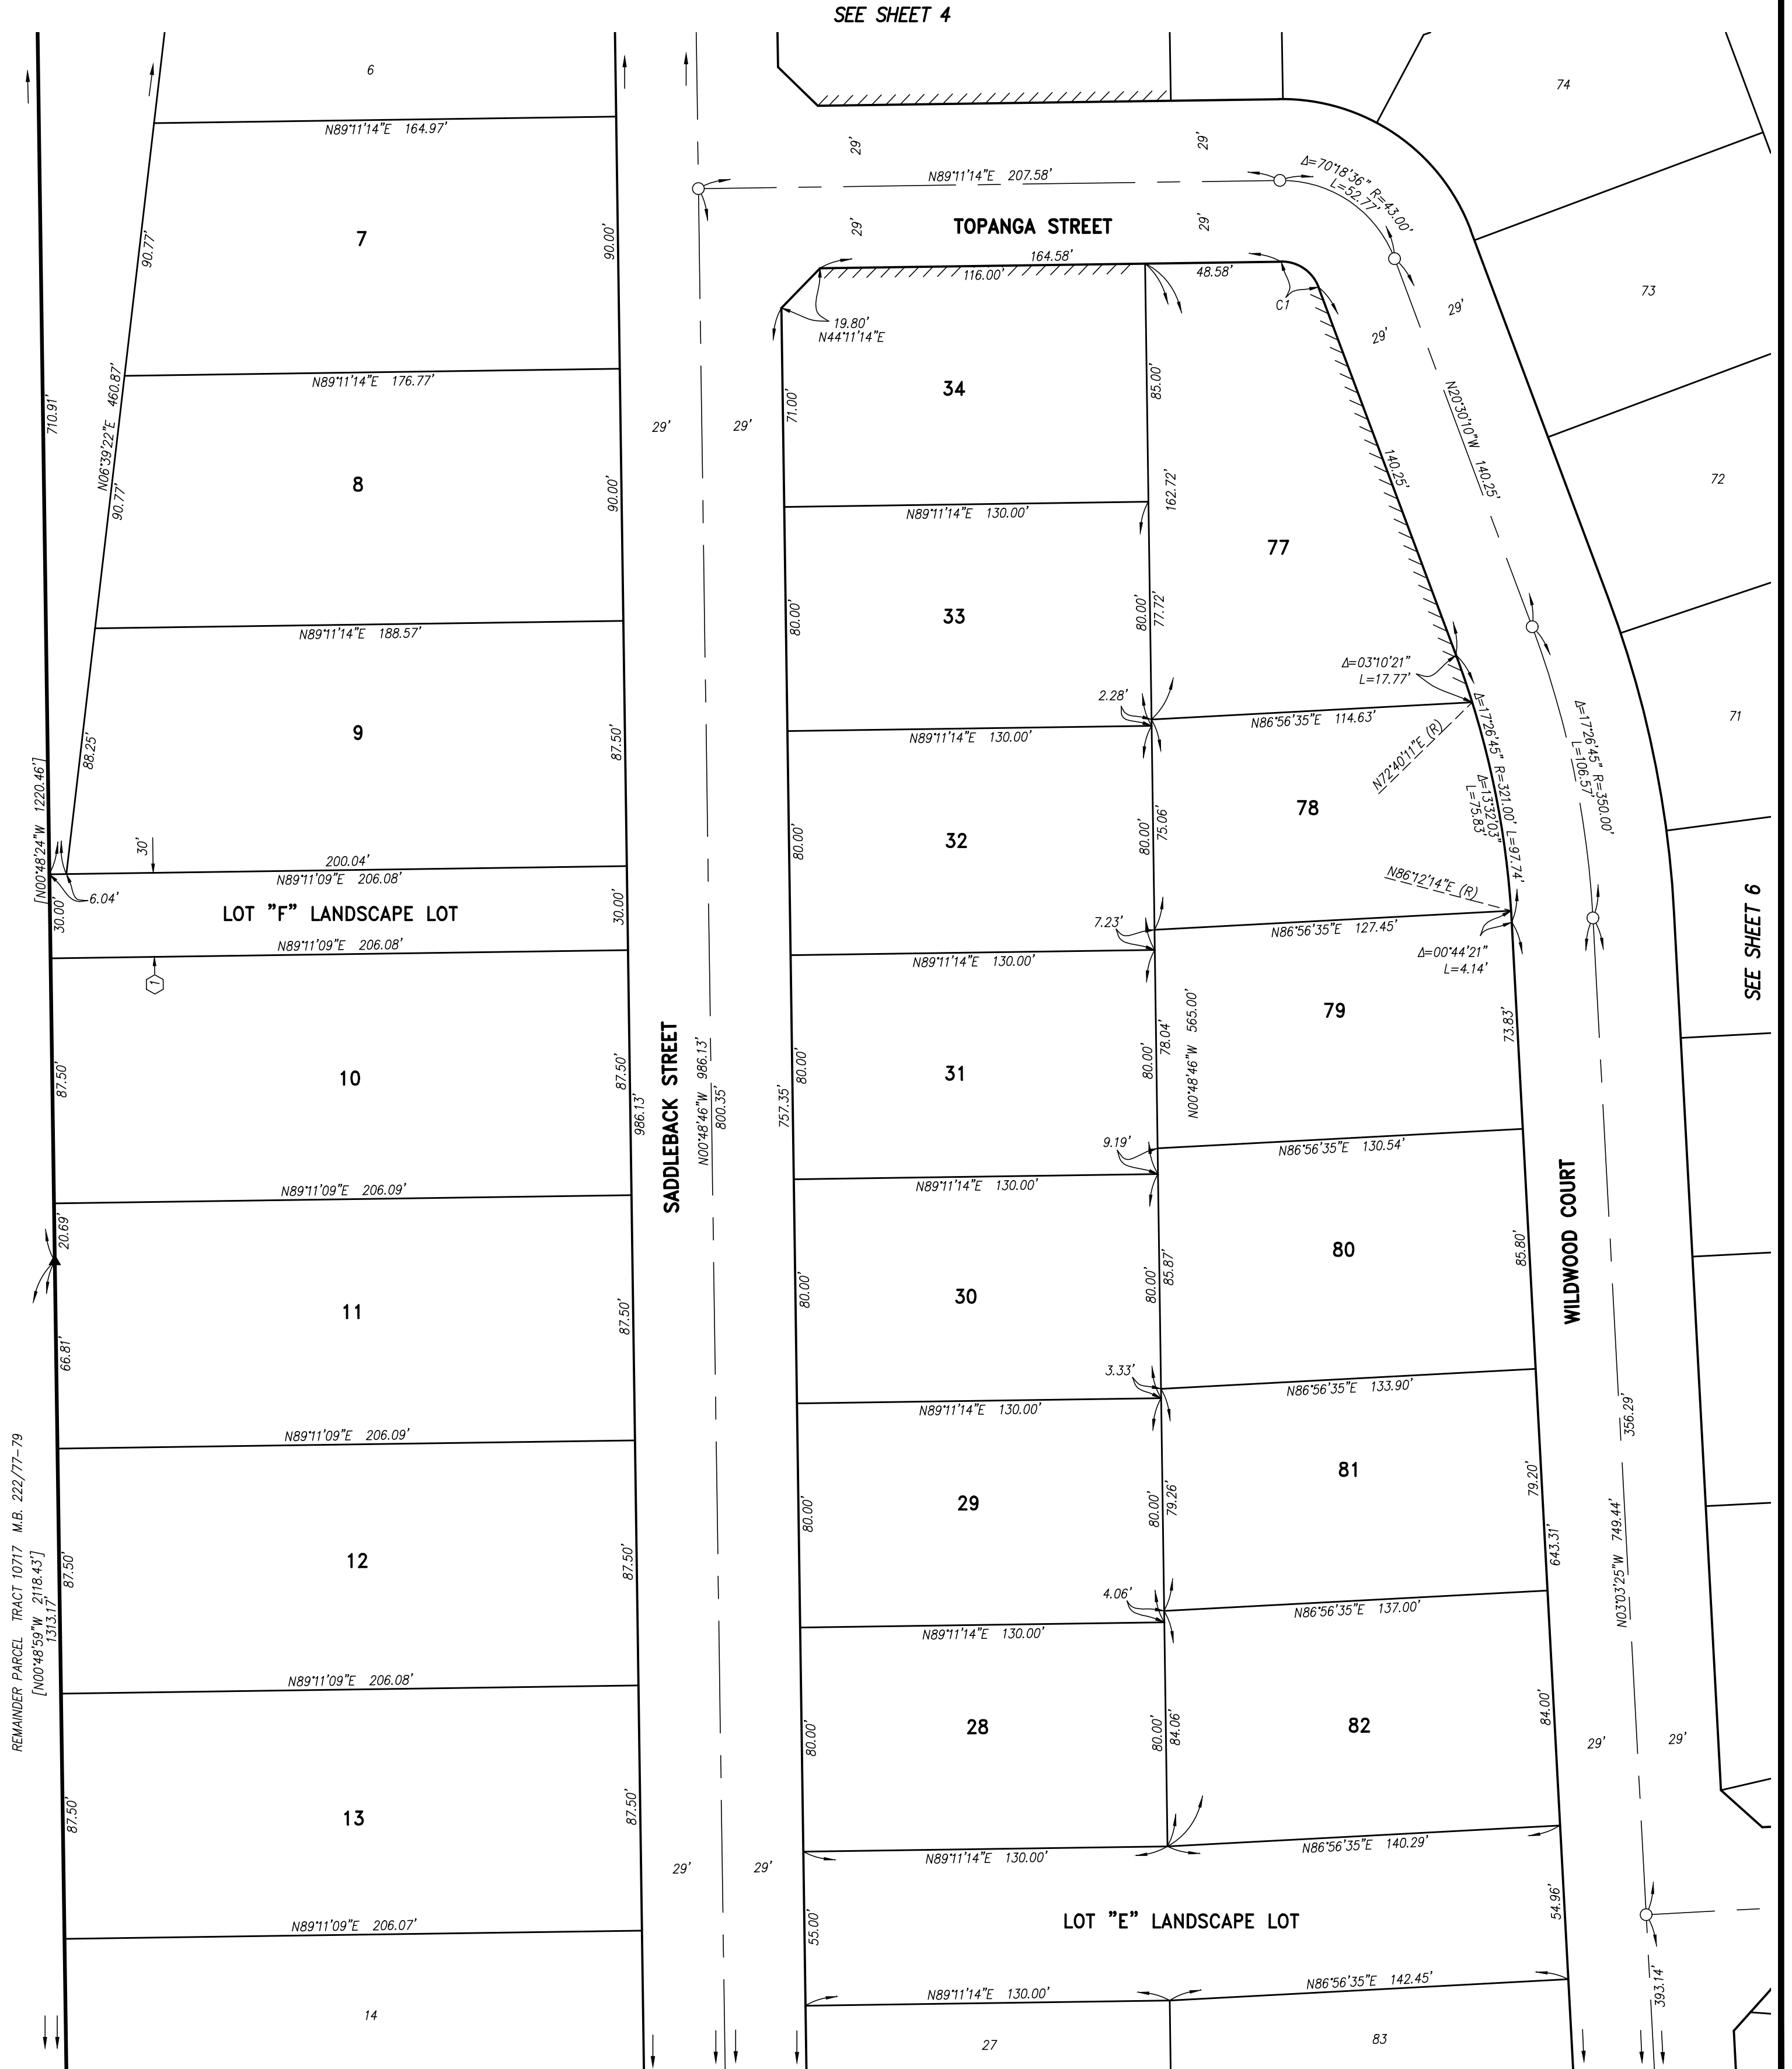 SEE SHEET 4
6
74
N89°11'14"E 164.97'
29'
29'
N89°11'14"E 207.58'
Δ=70°18'36" R=43.00'
L=52.77'
TOPANGA STREET
29'
29'
7
90.77'
90.00'
164.58'
116.00'
48.58'
C1
73
29'
29'
19.80'
N44°11'14"E
N89°11'14"E 176.77'
710.91'
N06°39'22"E 460.87'
29'
29'
71.00'
34
85.00'
N20°30'10"W 140.25'
140.25'
8
90.77'
90.00'
72
N89°11'14"E 130.00'
162.72'
77
33
80.00'
80.00'
77.72'
N89°11'14"E 188.57'
Δ=03°10'21"
L=17.77'
2.28'
N86°56'35"E 114.63'
N89°11'14"E 130.00'
N72°40'11"E (R)
Δ=17°26'45" R=321.00' L=97.74'
Δ=13°32'03"
L=75.83'
Δ=17°26'45" R=350.00'
L=106.57'
71
9
88.25'
87.50'
[N00°48'24"W 1220.46']
30'
78
32
80.00'
80.00'
75.06'
200.04'
N89°11'09"E 206.08'
6.04'
N86°12'14"E (R)
30.00'
LOT "F" LANDSCAPE LOT
30.00'
7.23'
N86°56'35"E 127.45'
N89°11'09"E 206.08'
N89°11'14"E 130.00'
Δ=00°44'21"
L=4.14'
SEE SHEET 6
1
79
73.83'
N00°48'46"W 565.00'
78.04'
10
87.50'
87.50'
986.13'
SADDLEBACK STREET
N00°48'46"W 986.13'
800.35'
757.35'
80.00'
31
80.00'
9.19'
N86°56'35"E 130.54'
N89°11'09"E 206.09'
N89°11'14"E 130.00'
20.69'
WILDWOOD COURT
80
85.80'
11
66.81'
87.50'
80.00'
30
80.00'
85.87'
3.33'
N86°56'35"E 133.90'
356.29'
N89°11'14"E 130.00'
N89°11'09"E 206.09'
81
79.20'
REMAINDER PARCEL TRACT 10717 M.B. 222/77-79
[N00°48'59"W 2118.43']
1313.17'
12
87.50'
87.50'
80.00'
29
80.00'
79.26'
643.31'
N03°03'25"W 749.44'
4.06'
N86°56'35"E 137.00'
N89°11'14"E 130.00'
N89°11'09"E 206.08'
28
80.00'
80.00'
84.06'
82
84.00'
29'
29'
13
87.50'
87.50'
N89°11'14"E 130.00'
N86°56'35"E 140.29'
29'
29'
LOT "E" LANDSCAPE LOT
55.00'
54.96'
N89°11'09"E 206.07'
N89°11'14"E 130.00'
N86°56'35"E 142.45'
393.14'
14
27
83